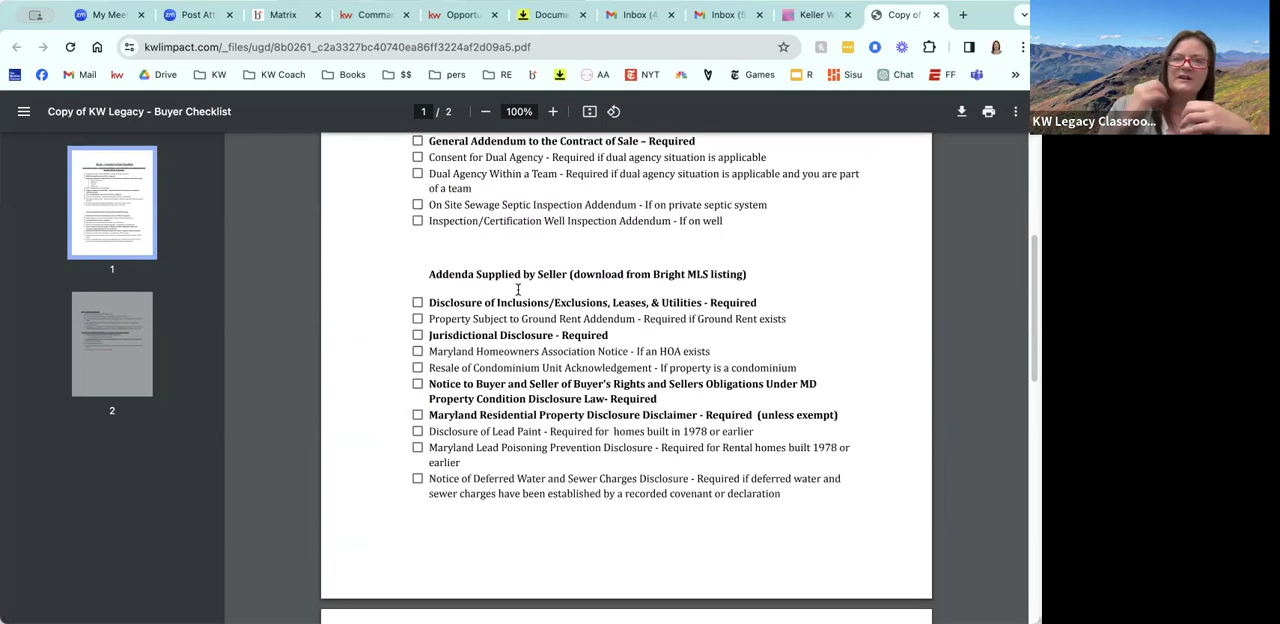 My Mee
Post Att
Matrix
Comma
Opportu
Docume
Inbox (4
Inbox (5
Keller W
Copy of
kwlimpact.com/_files/ugd/8b0261_c2a3327bc40740ea86ff3224af2d09a5.pdf
Mail
kw
Drive
KW
KW Coach
Books
$$
pers
RE
AA
NYT
Games
R
Sisu
Chat
FF
»
KW Legacy Classroo...
Copy of KW Legacy - Buyer Checklist
1 / 2
100%
1
2
General Addendum to the Contract of Sale – Required
Consent for Dual Agency - Required if dual agency situation is applicable
Dual Agency Within a Team - Required if dual agency situation is applicable and you are part
of a team
On Site Sewage Septic Inspection Addendum - If on private septic system
Inspection/Certification Well Inspection Addendum - If on well
Addenda Supplied by Seller (download from Bright MLS listing)
Disclosure of Inclusions/Exclusions, Leases, & Utilities - Required
Property Subject to Ground Rent Addendum - Required if Ground Rent exists
Jurisdictional Disclosure - Required
Maryland Homeowners Association Notice - If an HOA exists
Resale of Condominium Unit Acknowledgement - If property is a condominium
Notice to Buyer and Seller of Buyer's Rights and Sellers Obligations Under MD
Property Condition Disclosure Law- Required
Maryland Residential Property Disclosure Disclaimer - Required (unless exempt)
Disclosure of Lead Paint - Required for homes built in 1978 or earlier
Maryland Lead Poisoning Prevention Disclosure - Required for Rental homes built 1978 or
earlier
Notice of Deferred Water and Sewer Charges Disclosure - Required if deferred water and
sewer charges have been established by a recorded covenant or declaration